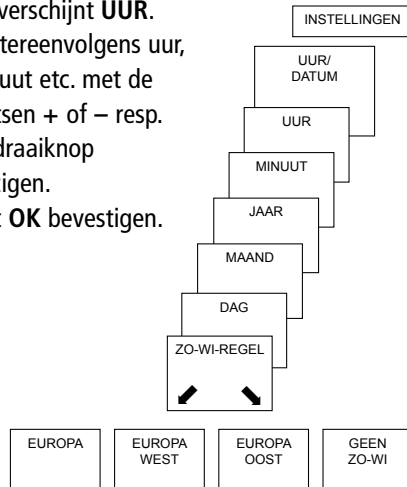 verschijnt UUR.
tereenvolgens uur,
uut etc. met de
tsen + of – resp.
draaiknop
igen.
OK bevestigen.
INSTELLINGEN
UUR/
DATUM
UUR
MINUUT
JAAR
MAAND
DAG
ZO-WI-REGEL
EUROPA
EUROPA
WEST
EUROPA
OOST
GEEN
ZO-WI